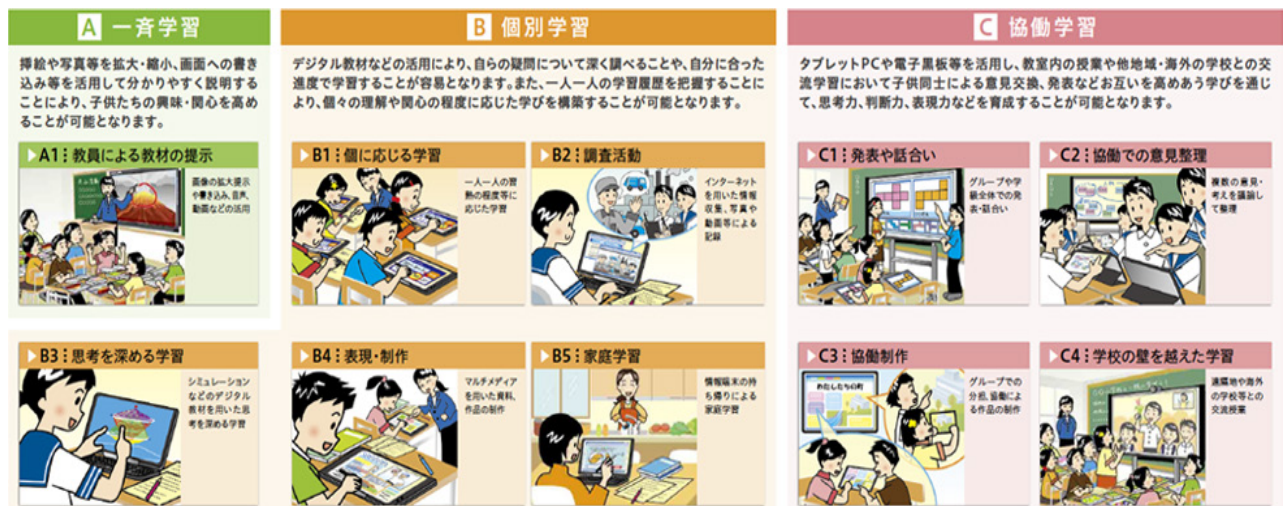 A 一斉学習
挿絵や写真等を拡大・縮小、画面への書き
込み等を活用して分かりやすく説明する
ことにより、子供たちの興味・関心を高め
ることが可能となります。
A1：教員による教材の提示
画像の拡大提示
や書き込み、音声、
動画などの活用
B 個別学習
デジタル教材などの活用により、自らの疑問について深く調べることや、自分に合った
進度で学習することが容易となります。また、一人一人の学習履歴を把握することに
より、個々の理解や関心の程度に応じた学びを構築することが可能となります。
B1：個に応じる学習
一人一人の習
熟の程度等に
応じた学習
B2：調査活動
インターネット
を用いた情報
収集、写真や
動画等による
記録
B3：思考を深める学習
シミュレーション
などのデジタル
教材を用いた思
考を深める学習
B4：表現・制作
マルチメディア
を用いた資料、
作品の制作
B5：家庭学習
情報端末の持
ち帰りによる
家庭学習
C 協働学習
タブレットPCや電子黒板等を活用し、教室内の授業や他地域・海外の学校との交
流学習において子供同士による意見交換、発表などお互いを高めあう学びを通じ
て、思考力、判断力、表現力などを育成することが可能となります。
C1：発表や話合い
グループや学
級全体での発
表・話合い
C2：協働での意見整理
複数の意見・
考えを議論し
て整理
C3：協働制作
わたしたちの町
グループでの
分担、協働によ
る作品の制作
C4：学校の壁を越えた学習
遠隔地や海外
の学校等との
交流授業